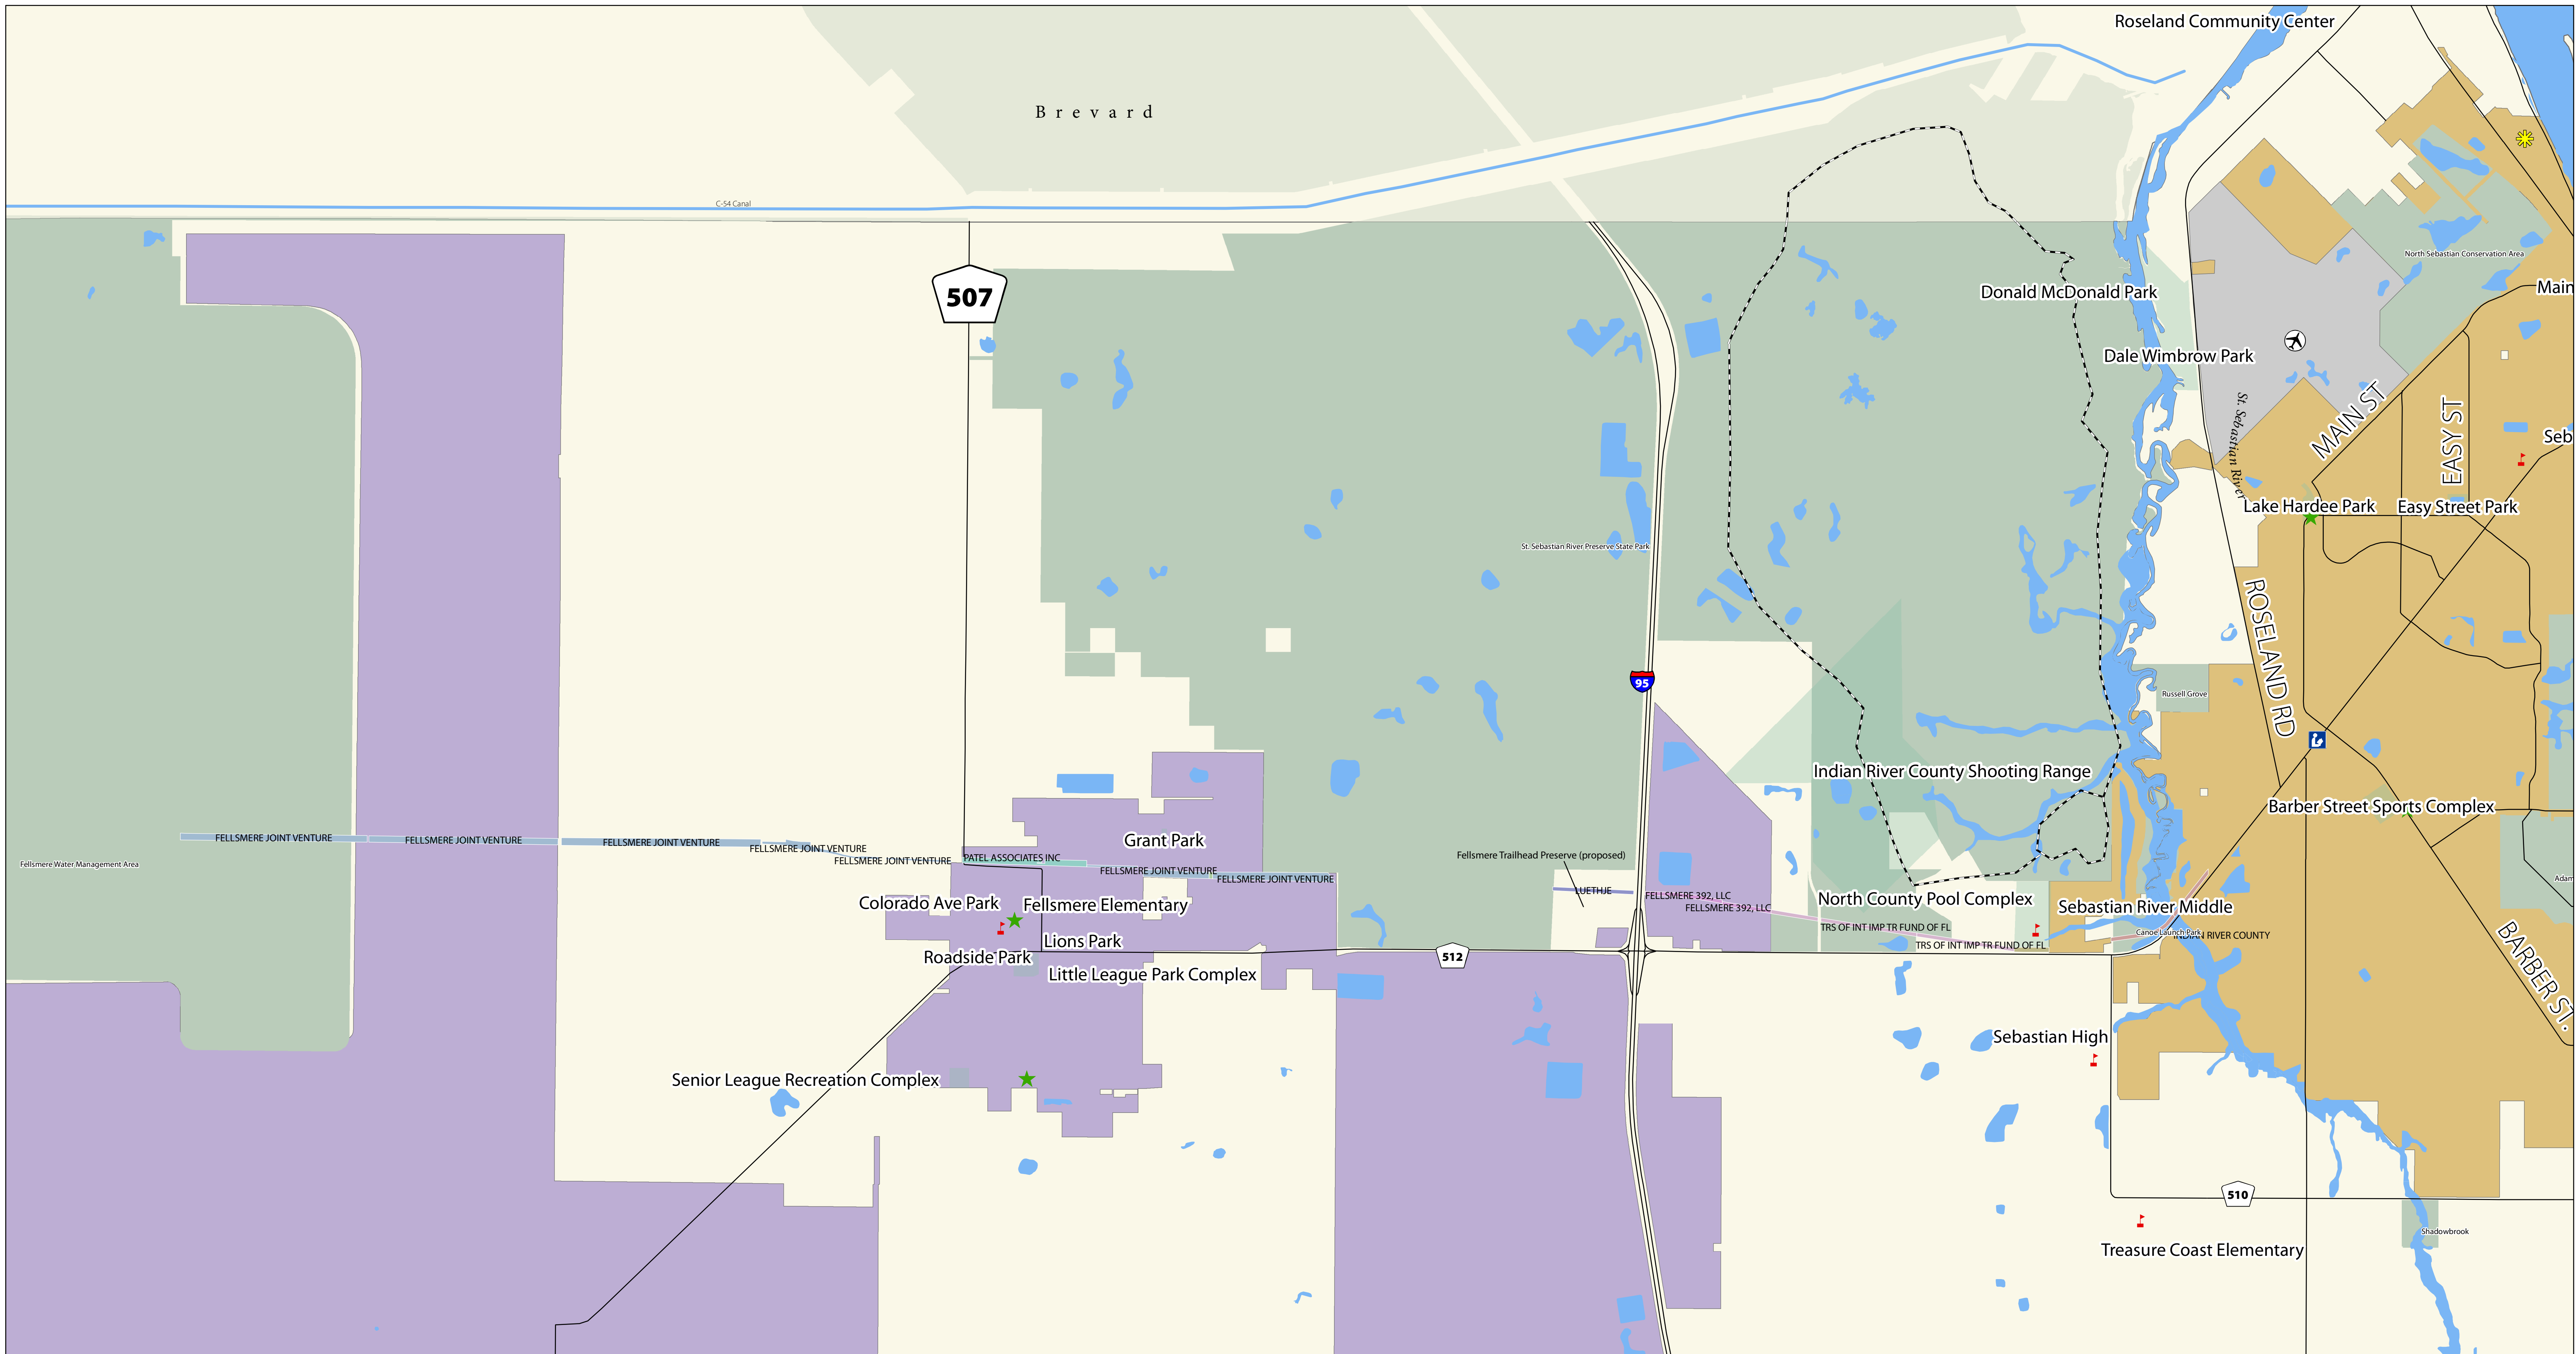 Roseland Community Center
Brevard
C-54 Canal
North Sebastian Conservation Area
507
Donald McDonald Park
Main
Dale Wimbrow Park
St. Sebastian River
MAIN ST
EASY ST
Seb
Lake Hardee Park
Easy Street Park
St. Sebastian River Preserve State Park
ROSELAND RD
95
Russell Grove
Indian River County Shooting Range
Barber Street Sports Complex
FELLSMERE JOINT VENTURE
FELLSMERE JOINT VENTURE
FELLSMERE JOINT VENTURE
FELLSMERE JOINT VENTURE
FELLSMERE JOINT VENTURE
Grant Park
PATEL ASSOCIATES INC
FELLSMERE JOINT VENTURE
FELLSMERE JOINT VENTURE
Fellsmere Water Management Area
Fellsmere Trailhead Preserve (proposed)
LUETHJE
FELLSMERE 392, LLC
FELLSMERE 392, LLC
Adam
Colorado Ave Park
Fellsmere Elementary
North County Pool Complex
Sebastian River Middle
TRS OF INT IMP TR FUND OF FL
TRS OF INT IMP TR FUND OF FL
Canoe Launch Park
INDIAN RIVER COUNTY
BARBER ST.
Lions Park
Roadside Park
512
Little League Park Complex
Sebastian High
Senior League Recreation Complex
510
Shadowbrook
Treasure Coast Elementary